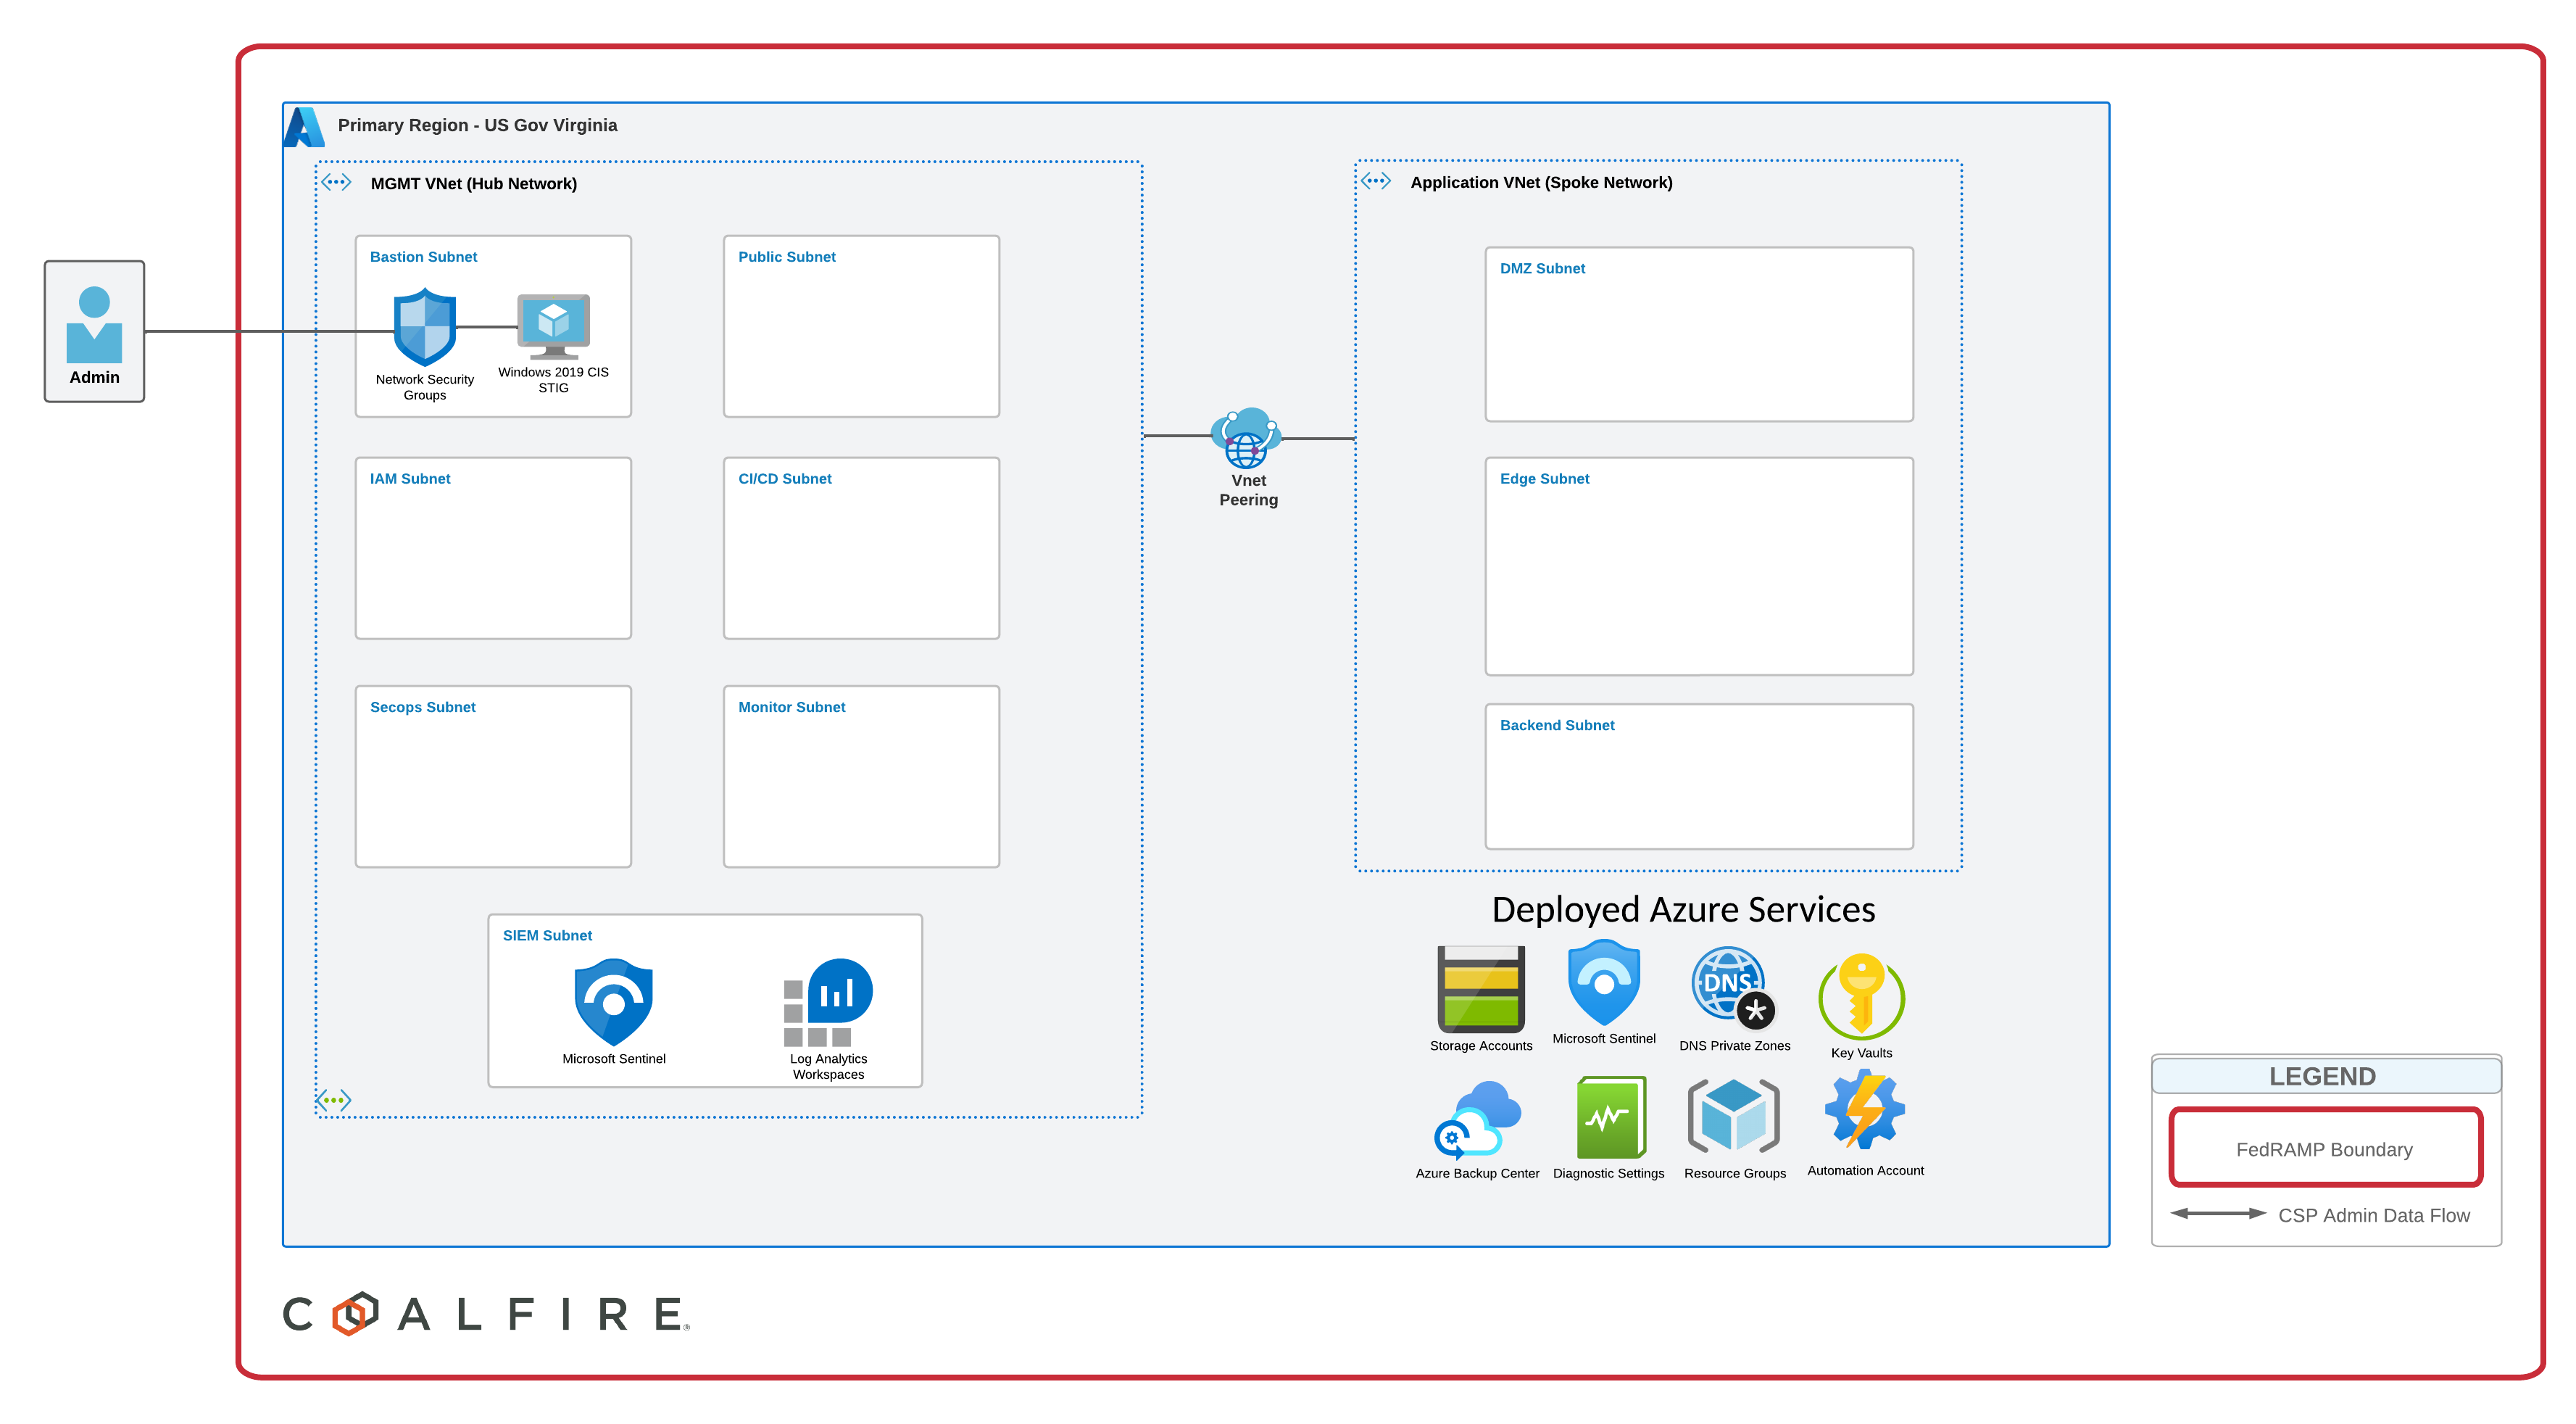 Primary Region - US Gov Virginia
MGMT VNet (Hub Network)
Application VNet (Spoke Network)
Admin
Bastion Subnet
Network Security
Groups
Windows 2019 CIS
STIG
Public Subnet
IAM Subnet
CI/CD Subnet
Secops Subnet
Monitor Subnet
SIEM Subnet
Microsoft Sentinel
Log Analytics
Workspaces
Vnet
Peering
DMZ Subnet
Edge Subnet
Backend Subnet
Deployed Azure Services
DNS
Storage Accounts
Microsoft Sentinel
DNS Private Zones
Key Vaults
Azure Backup Center
Diagnostic Settings
Resource Groups
Automation Account
LEGEND
FedRAMP Boundary
CSP Admin Data Flow
COALFIRE®